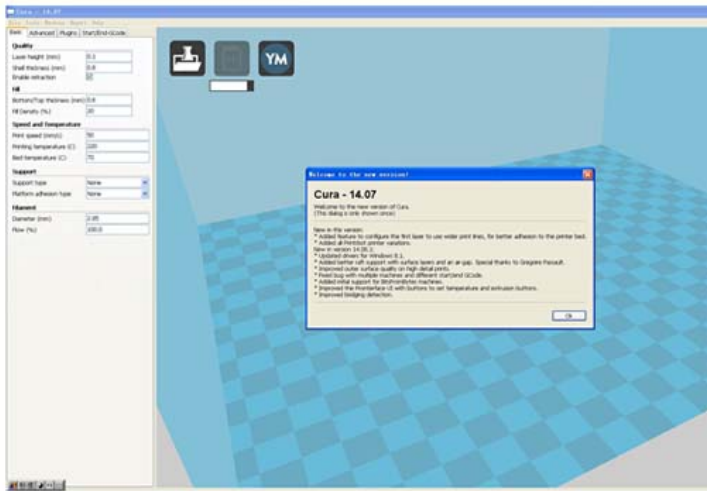 Cura - 14.07
File Tools Machine Expert Help
Basic Advanced Plugins Start/End-GCode
Quality
Layer height (mm) 0.1
Shell thickness (mm) 0.8
Enable retraction
Fill
Bottom/Top thickness (mm) 0.6
Fill Density (%) 20
Speed and Temperature
Print speed (mm/s) 50
Printing temperature (C) 220
Bed temperature (C) 70
Support
Support type None
Platform adhesion type None
Filament
Diameter (mm) 2.85
Flow (%) 100.0
YM
Welcome to the new version!
Cura - 14.07
Welcome to the new version of Cura.
(This dialog is only shown once)
New in this version:
* Added feature to configure the first layer to use wider print lines, for better adhesion to the printer bed.
* Added all Printrbot printer variations.
New in version 14.06.1:
* Updated drivers for Windows 8.1.
* Added better raft support with surface layers and an air-gap. Special thanks to Gregoire Passault.
* Improved outer surface quality on high detail prints.
* Fixed bug with multiple machines and different start/end GCode.
* Added initial support for BitsFromBytes machines.
* Improved the Pronterface UI with buttons to set temperature and extrusion buttons.
* Improved bridging detection.
Ok